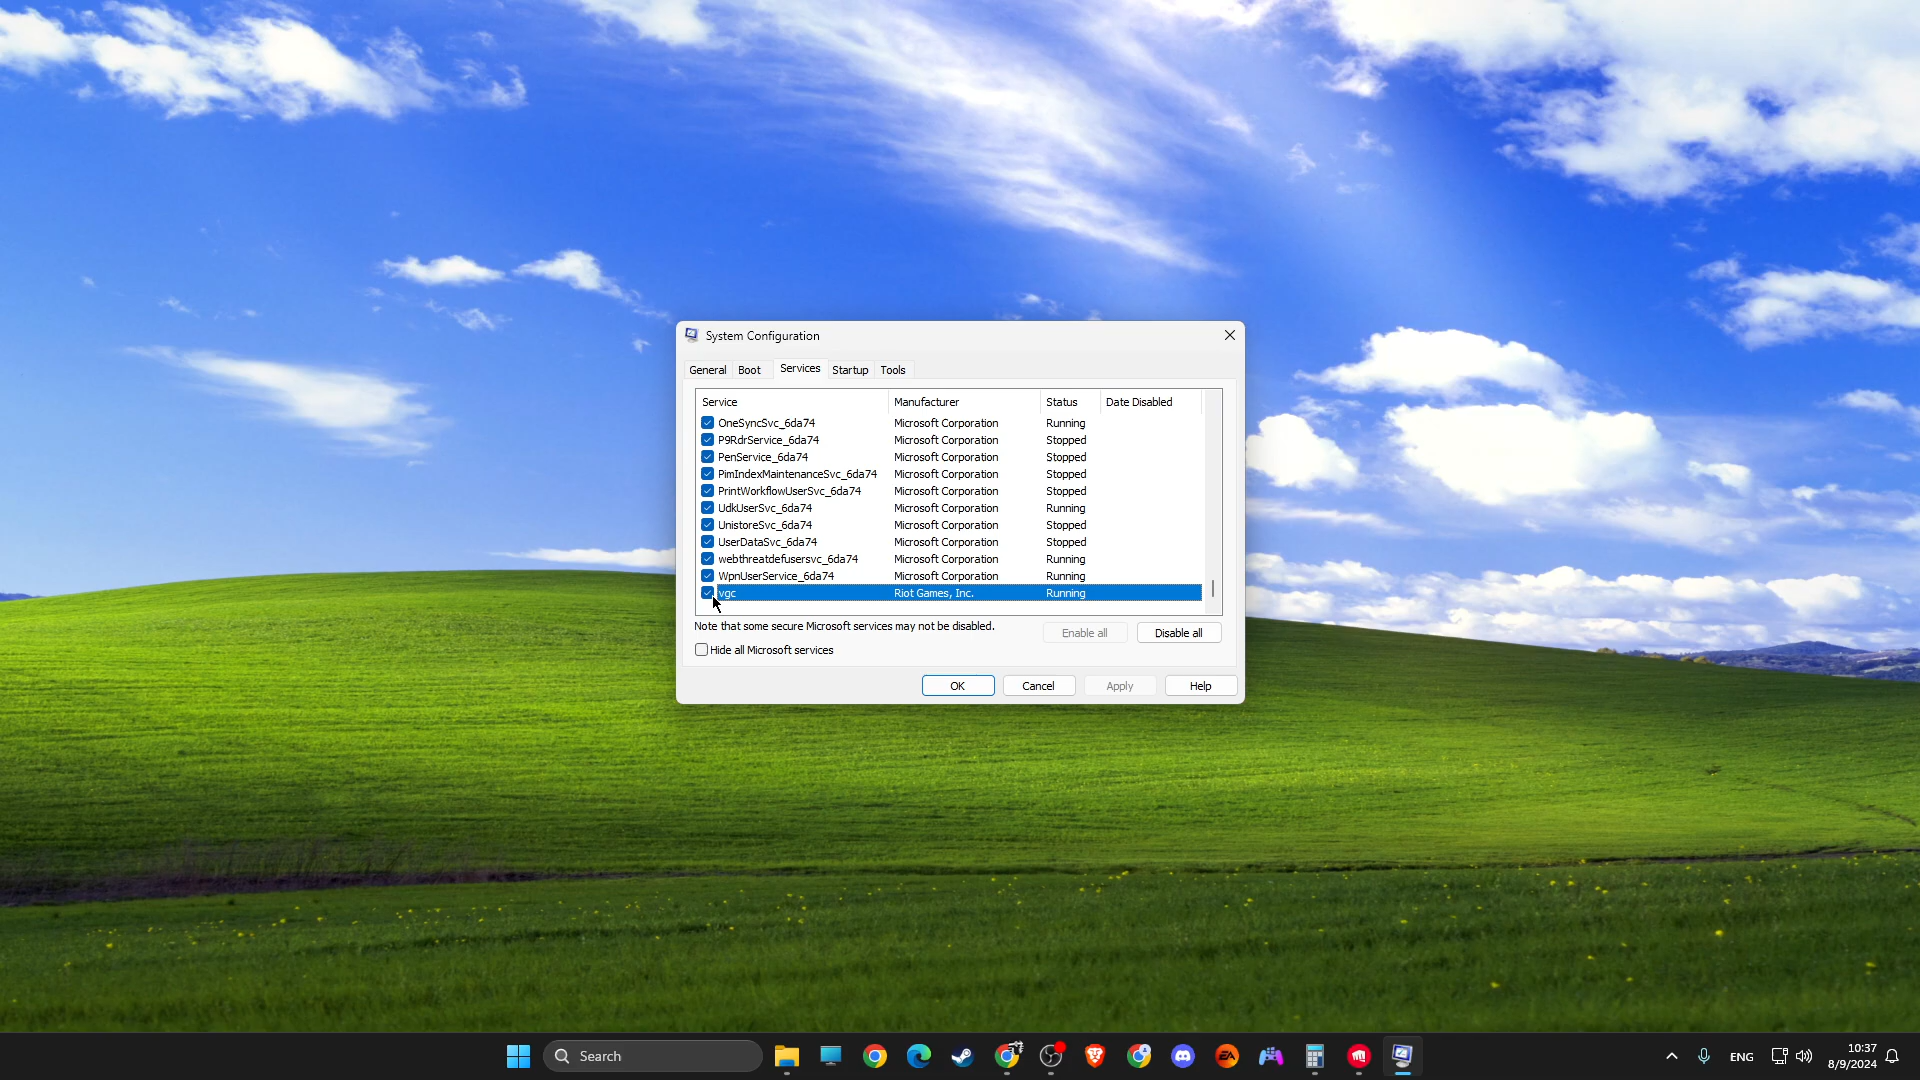 System Configuration
General Boot Services Startup Tools
Service Manufacturer Status Date Disabled
OneSyncSvc_6da74 Microsoft Corporation Running
P9RdrService_6da74 Microsoft Corporation Stopped
PenService_6da74 Microsoft Corporation Stopped
PimIndexMaintenanceSvc_6da74 Microsoft Corporation Stopped
PrintWorkflowUserSvc_6da74 Microsoft Corporation Stopped
UdkUserSvc_6da74 Microsoft Corporation Running
UnistoreSvc_6da74 Microsoft Corporation Stopped
UserDataSvc_6da74 Microsoft Corporation Stopped
webthreatdefusersvc_6da74 Microsoft Corporation Running
WpnUserService_6da74 Microsoft Corporation Running
vgc Riot Games, Inc. Running
Note that some secure Microsoft services may not be disabled.
Enable all Disable all
Hide all Microsoft services
OK Cancel Apply Help
Search
EA
ENG
10:37
8/9/2024